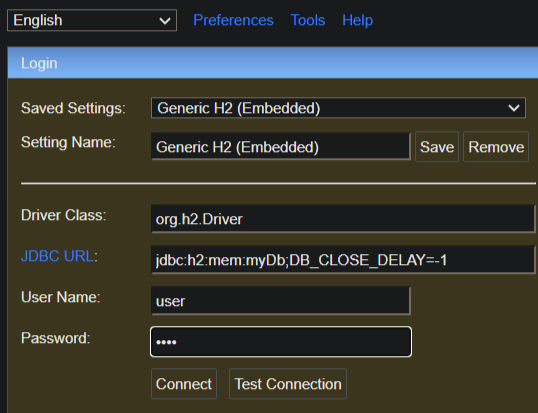 English Preferences Tools Help
Login
Saved Settings: Generic H2 (Embedded)
Setting Name: Generic H2 (Embedded) Save Remove
Driver Class: org.h2.Driver
JDBC URL: jdbc:h2:mem:myDb;DB_CLOSE_DELAY=-1
User Name: user
Password: ••••
Connect Test Connection